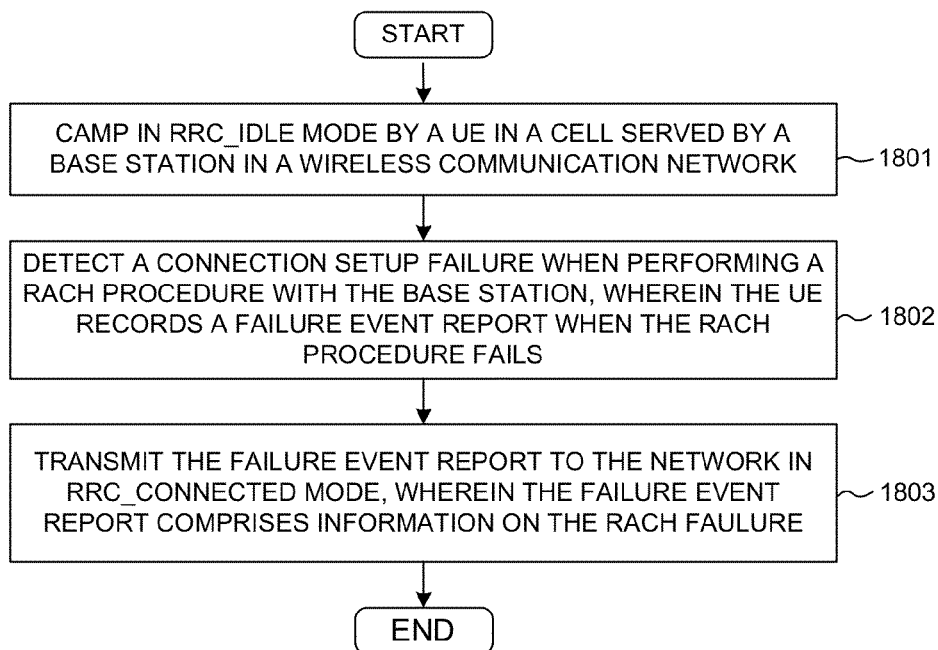 START
CAMP IN RRC_IDLE MODE BY A UE IN A CELL SERVED BY A
BASE STATION IN A WIRELESS COMMUNICATION NETWORK
1801
DETECT A CONNECTION SETUP FAILURE WHEN PERFORMING A
RACH PROCEDURE WITH THE BASE STATION, WHEREIN THE UE
RECORDS A FAILURE EVENT REPORT WHEN THE RACH
PROCEDURE FAILS
1802
TRANSMIT THE FAILURE EVENT REPORT TO THE NETWORK IN
RRC_CONNECTED MODE, WHEREIN THE FAILURE EVENT
REPORT COMPRISES INFORMATION ON THE RACH FAULURE
1803
END